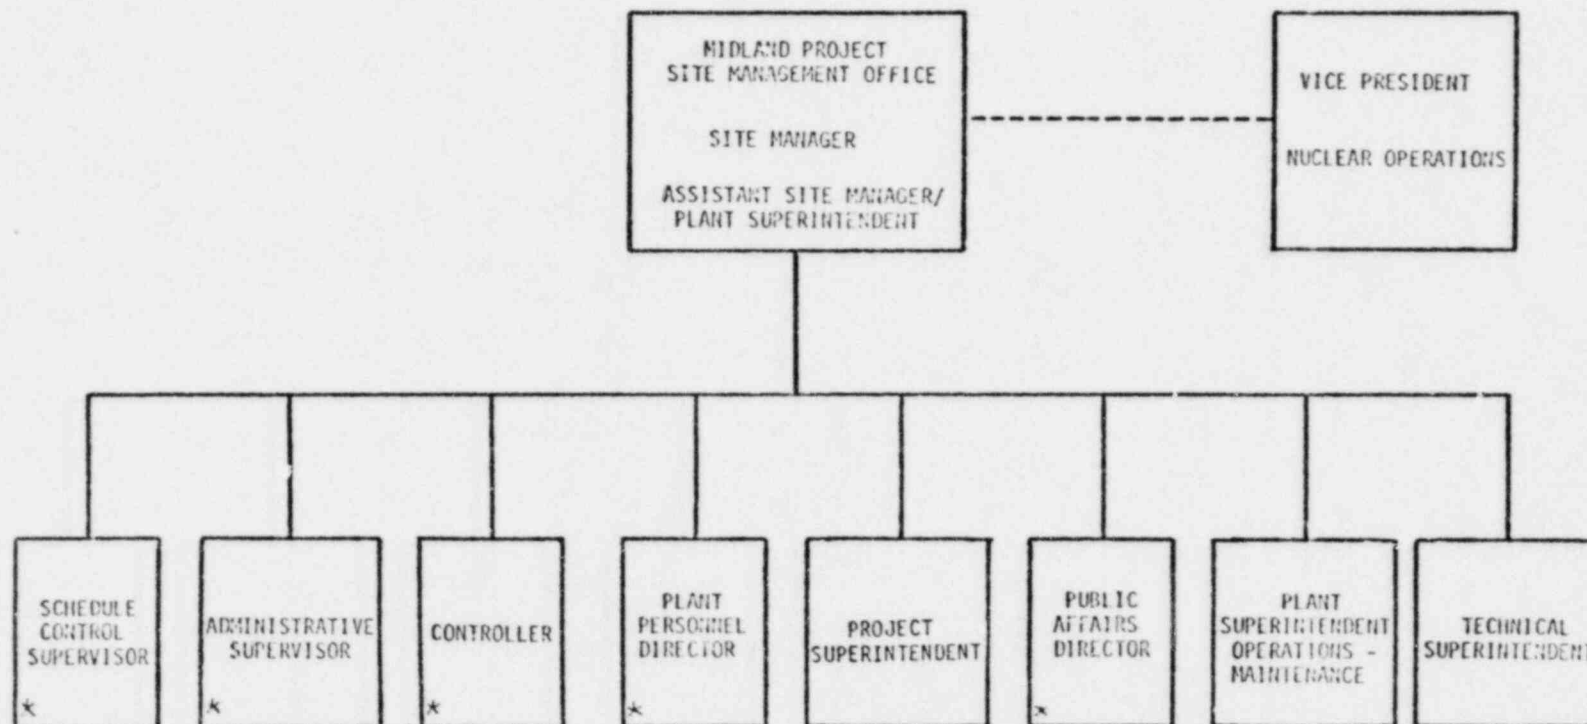 MIDLAND PROJECT
SITE MANAGEMENT OFFICE
SITE MANAGER
ASSISTANT SITE MANAGER/
PLANT SUPERINTENDENT
VICE PRESIDENT
NUCLEAR OPERATIONS
SCHEDULE
CONTROL
SUPERVISOR
*
ADMINISTRATIVE
SUPERVISOR
*
CONTROLLER
*
PLANT
PERSONNEL
DIRECTOR
*
PROJECT
SUPERINTENDENT
PUBLIC
AFFAIRS
DIRECTOR
*
PLANT
SUPERINTENDENT
OPERATIONS -
MAINTENANCE
TECHNICAL
SUPERINTENDENT